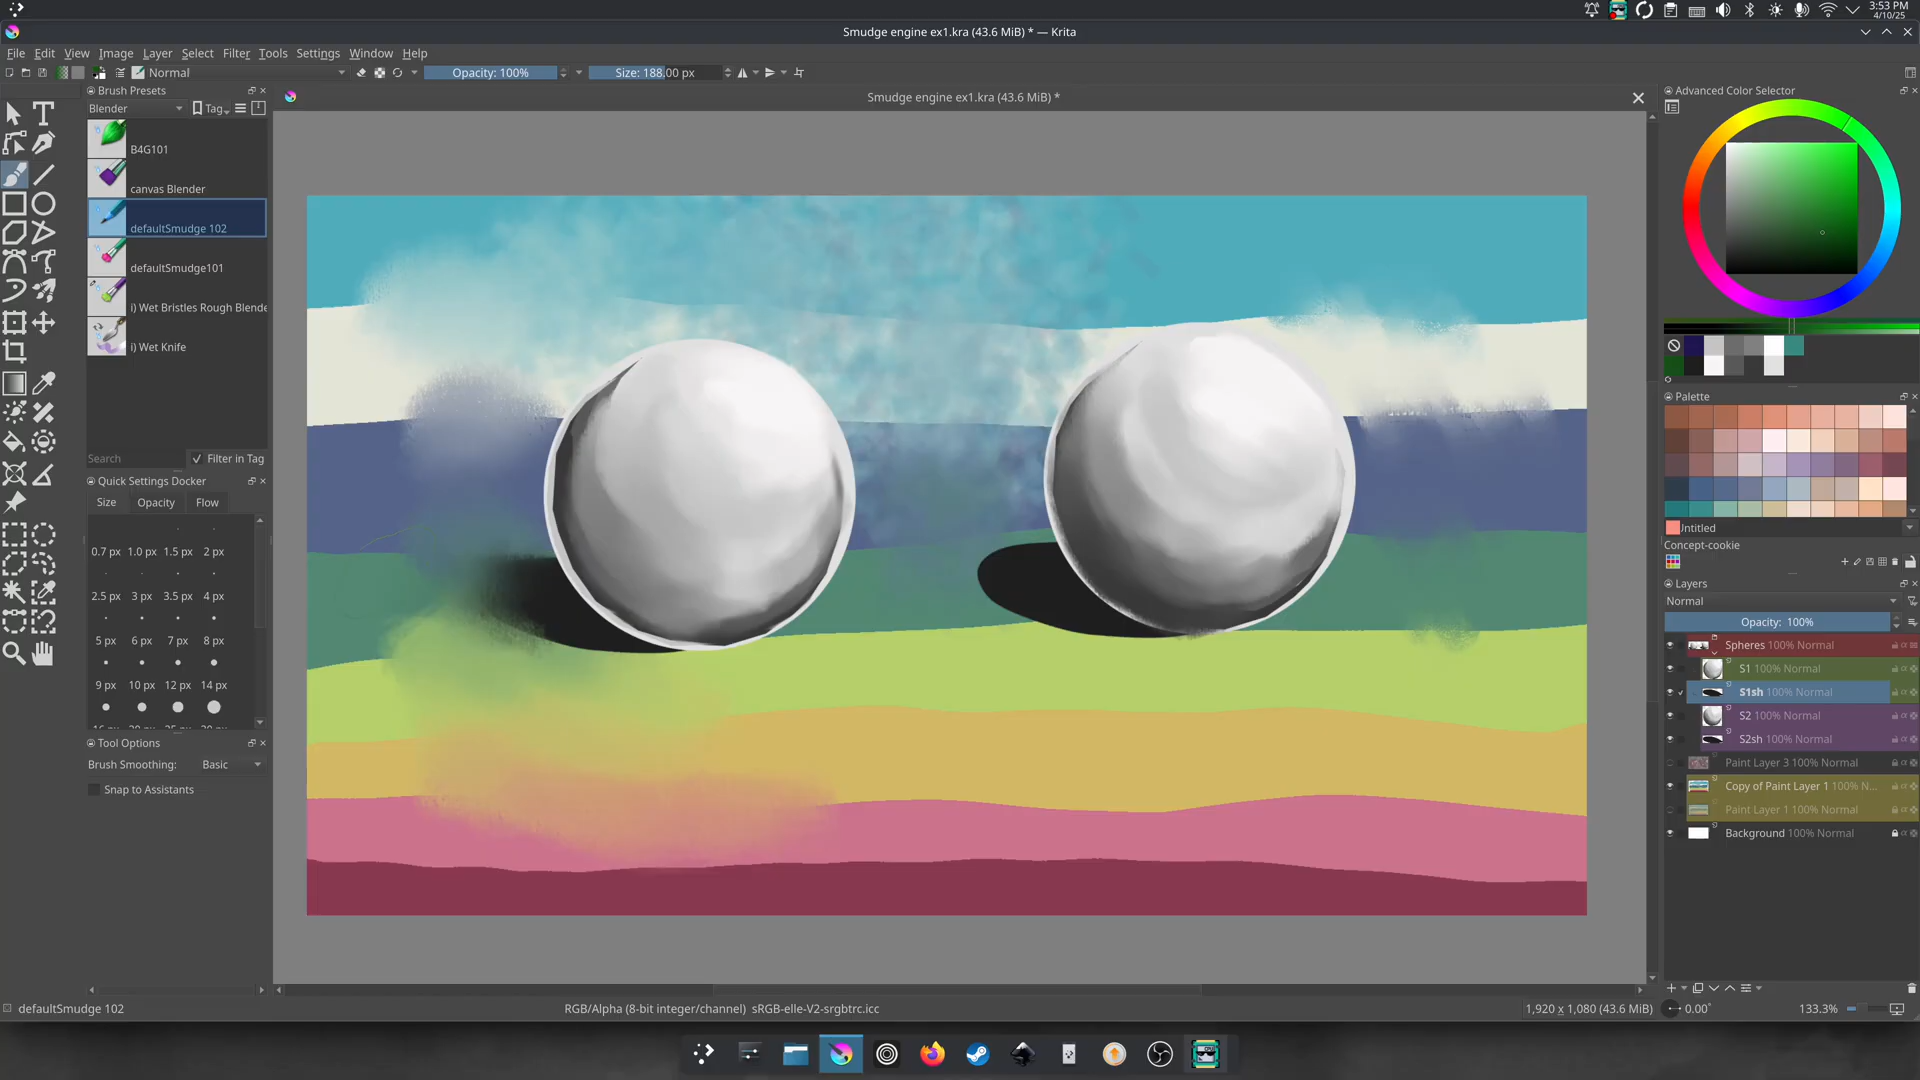 3:53 PM
4/10/25
Smudge engine ex1.kra (43.6 MiB) * — Krita
File Edit View Image Layer Select Filter Tools Settings Window Help
Normal
Opacity: 100%
Size: 188.00 px
Brush Presets
Smudge engine ex1.kra (43.6 MiB) *
Advanced Color Selector
Blender
Tag
B4G101
canvas Blender
defaultSmudge 102
defaultSmudge101
i) Wet Bristles Rough Blende
i) Wet Knife
Search
Filter in Tag
Quick Settings Docker
Size Opacity Flow
0.7 px 1.0 px 1.5 px 2 px
2.5 px 3 px 3.5 px 4 px
5 px 6 px 7 px 8 px
9 px 10 px 12 px 14 px
Tool Options
Brush Smoothing: Basic
Snap to Assistants
Palette
Untitled
Concept-cookie
Layers
Normal
Opacity: 100%
Spheres 100% Normal
S1 100% Normal
S1sh 100% Normal
S2 100% Normal
S2sh 100% Normal
Paint Layer 3 100% Normal
Copy of Paint Layer 1 100% N...
Paint Layer 1 100% Normal
Background 100% Normal
defaultSmudge 102
RGB/Alpha (8-bit integer/channel) sRGB-elle-V2-srgbtrc.icc
1,920 x 1,080 (43.6 MiB)
0.00°
133.3%